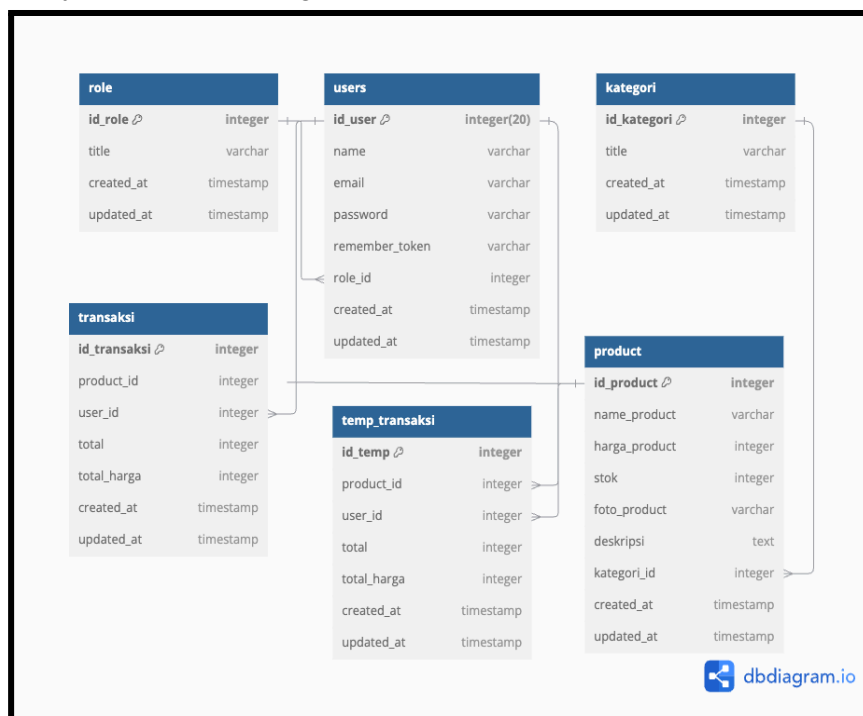 role
id_role integer
title varchar
created_at timestamp
updated_at timestamp
users
id_user integer(20)
name varchar
email varchar
password varchar
remember_token varchar
role_id integer
created_at timestamp
updated_at timestamp
kategori
id_kategori integer
title varchar
created_at timestamp
updated_at timestamp
transaksi
id_transaksi integer
product_id integer
user_id integer
total integer
total_harga integer
created_at timestamp
updated_at timestamp
temp_transaksi
id_temp integer
product_id integer
user_id integer
total integer
total_harga integer
created_at timestamp
updated_at timestamp
product
id_product integer
name_product varchar
harga_product integer
stok integer
foto_product varchar
deskripsi text
kategori_id integer
created_at timestamp
updated_at timestamp
dbdiagram.io